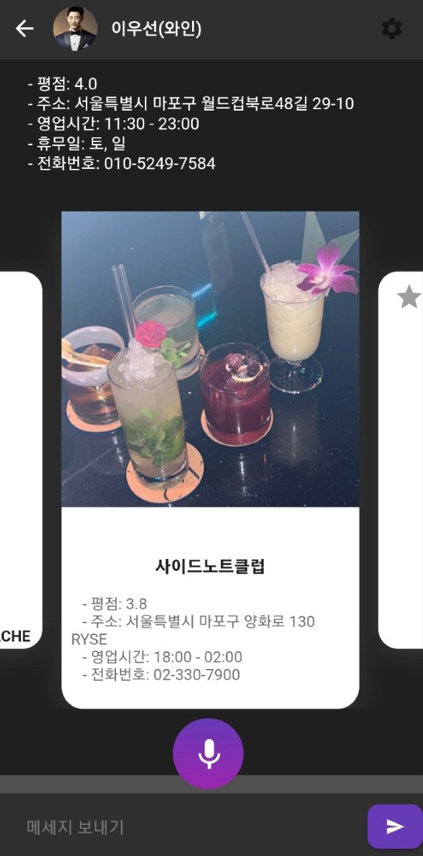 이우선(와인)
- 평점: 4.0
- 주소: 서울특별시 마포구 월드컵북로48길 29-10
- 영업시간: 11:30 - 23:00
- 휴무일: 토, 일
- 전화번호: 010-5249-7584
ACHE
사이드노트클럽
- 평점: 3.8
- 주소: 서울특별시 마포구 양화로 130
RYSE
- 영업시간: 18:00 - 02:00
- 전화번호: 02-330-7900
메세지 보내기